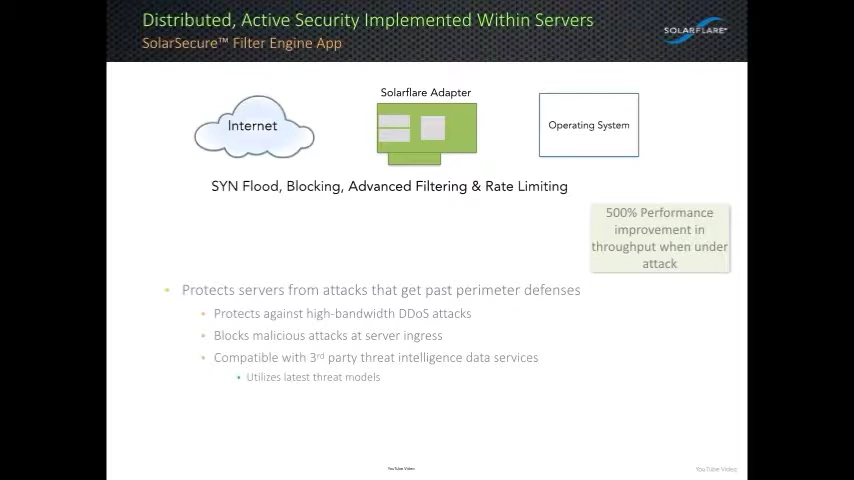 Distributed, Active Security Implemented Within Servers
SolarSecure™ Filter Engine App
SOLARFLARE™
Solarflare Adapter
Internet
Operating System
SYN Flood, Blocking, Advanced Filtering & Rate Limiting
500% Performance
improvement in
throughput when under
attack
• Protects servers from attacks that get past perimeter defenses
• Protects against high-bandwidth DDoS attacks
• Blocks malicious attacks at server ingress
• Compatible with 3rd party threat intelligence data services
• Utilizes latest threat models
YouTube Video
YouTube Video